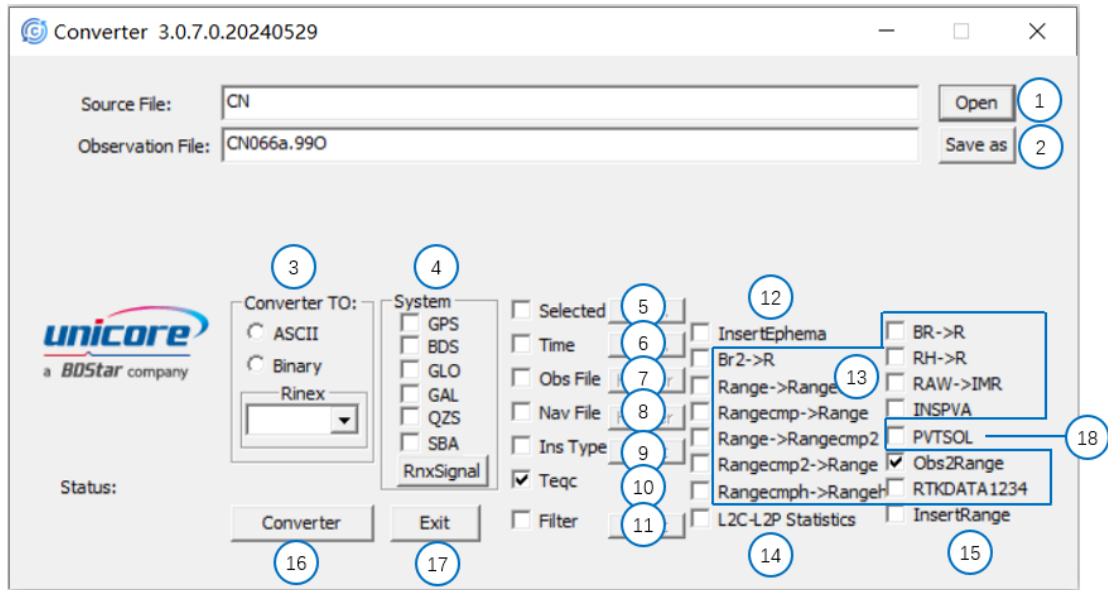 Converter 3.0.7.0.20240529
Source File: CN Open 1
Observation File: CN066a.99O Save as 2
3 4
Converter TO: System
ASCII
Binary
Rinex
GPS
BDS
GLO
GAL
QZS
SBA
RnxSignal
Selected 5
Time 6
Obs File 7
Nav File 8
Ins Type 9
Teqc 10
Filter 11
12
InsertEphema
Br2->R
Range->Range
Rangecmp->Range
Range->Rangecmp2
Rangecmp2->Range
Rangecmph->Rangeh
L2C-L2P Statistics
13
14
BR->R
RH->R
RAW->IMR
INSPVA
PVTSOL 18
Obs2Range
RTKDATA1234
InsertRange
15
unicore
a BDStar company
Status:
Converter Exit
16 17